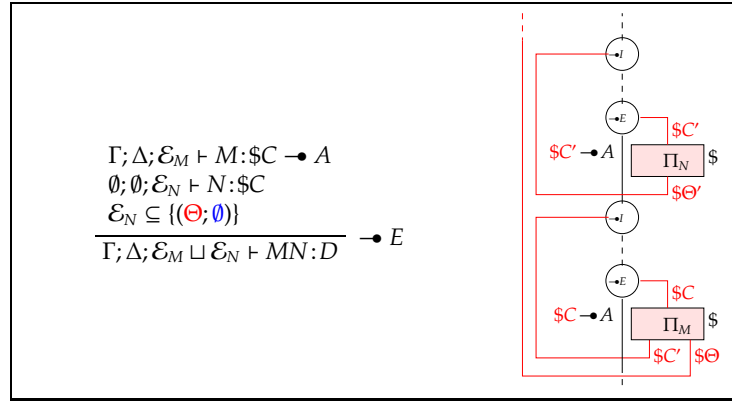 Γ; Δ; ℰ_M ⊢ M : $C ⊸ A
∅; ∅; ℰ_N ⊢ N : $C
ℰ_N ⊆ {(Θ; ∅)}
Γ; Δ; ℰ_M ⊔ ℰ_N ⊢ MN : D
⊸ E
⊸ I
⊸ E
$C′
$C′ ⊸ A
Π_N
$
$Θ′
⊸ I
⊸ E
$C
$C ⊸ A
Π_M
$
$C′
$Θ